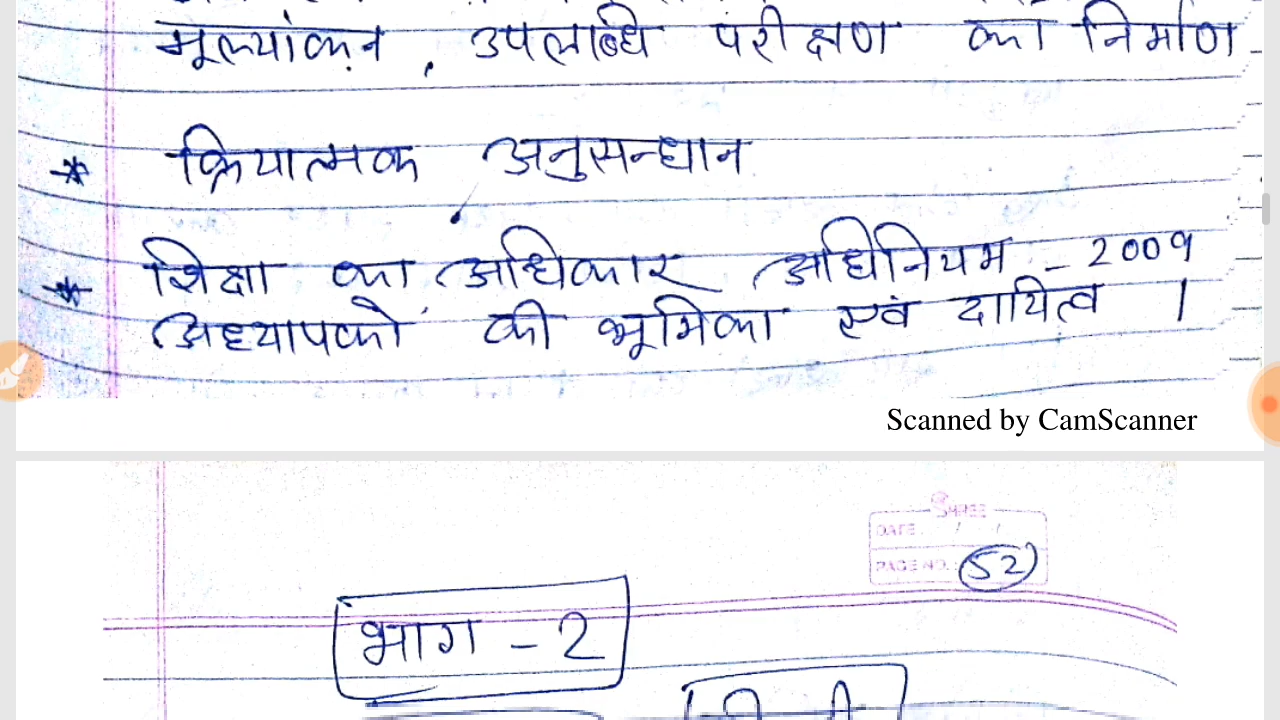 मूल्यांकन, उपलब्धि परीक्षण का निर्माण
* क्रियात्मक अनुसन्धान
* शिक्षा का अधिकार अधिनियम - 2009
अध्यापको की भूमिका एवं दायित्व ।
Scanned by CamScanner
SHREE
DATE / /
PAGE NO. 52
भाग - 2